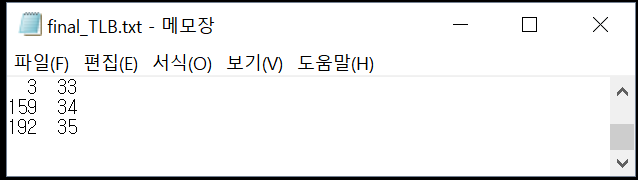 final_TLB.txt - 메모장
파일(F) 편집(E) 서식(O) 보기(V) 도움말(H)
3 33
159 34
192 35